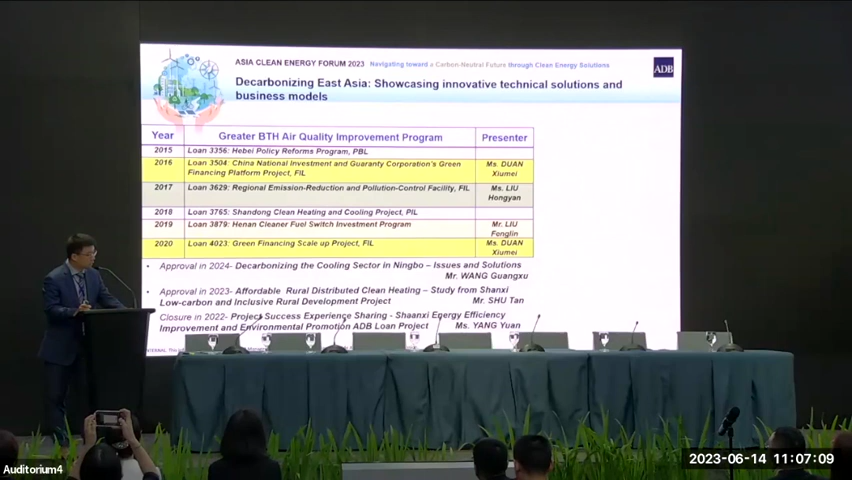 ASIA CLEAN ENERGY FORUM 2023 Navigating toward a Carbon-Neutral Future through Clean Energy Solutions
ADB
Decarbonizing East Asia: Showcasing innovative technical solutions and
business models
Year Greater BTH Air Quality Improvement Program Presenter
2015 Loan 3356: Hebei Policy Reforms Program, PBL
2016 Loan 3504: China National Investment and Guaranty Corporation's Green Financing Platform Project, FIL Ms. DUAN Xiumei
2017 Loan 3629: Regional Emission-Reduction and Pollution-Control Facility, FIL Ms. LIU Hongyan
2018 Loan 3765: Shandong Clean Heating and Cooling Project, PIL
2019 Loan 3879: Henan Cleaner Fuel Switch Investment Program Mr. LIU Fenglin
2020 Loan 4023: Green Financing Scale up Project, FIL Ms. DUAN Xiumei
• Approval in 2024- Decarbonizing the Cooling Sector in Ningbo – Issues and Solutions
Mr. WANG Guangxu
• Approval in 2023- Affordable Rural Distributed Clean Heating – Study from Shanxi
Low-carbon and Inclusive Rural Development Project Mr. SHU Tan
Closure in 2022- Project Success Experience Sharing - Shaanxi Energy Efficiency
Improvement and Environmental Promotion ADB Loan Project Ms. YANG Yuan
INTERNAL. This
Auditorium4
2023-06-14 11:07:09